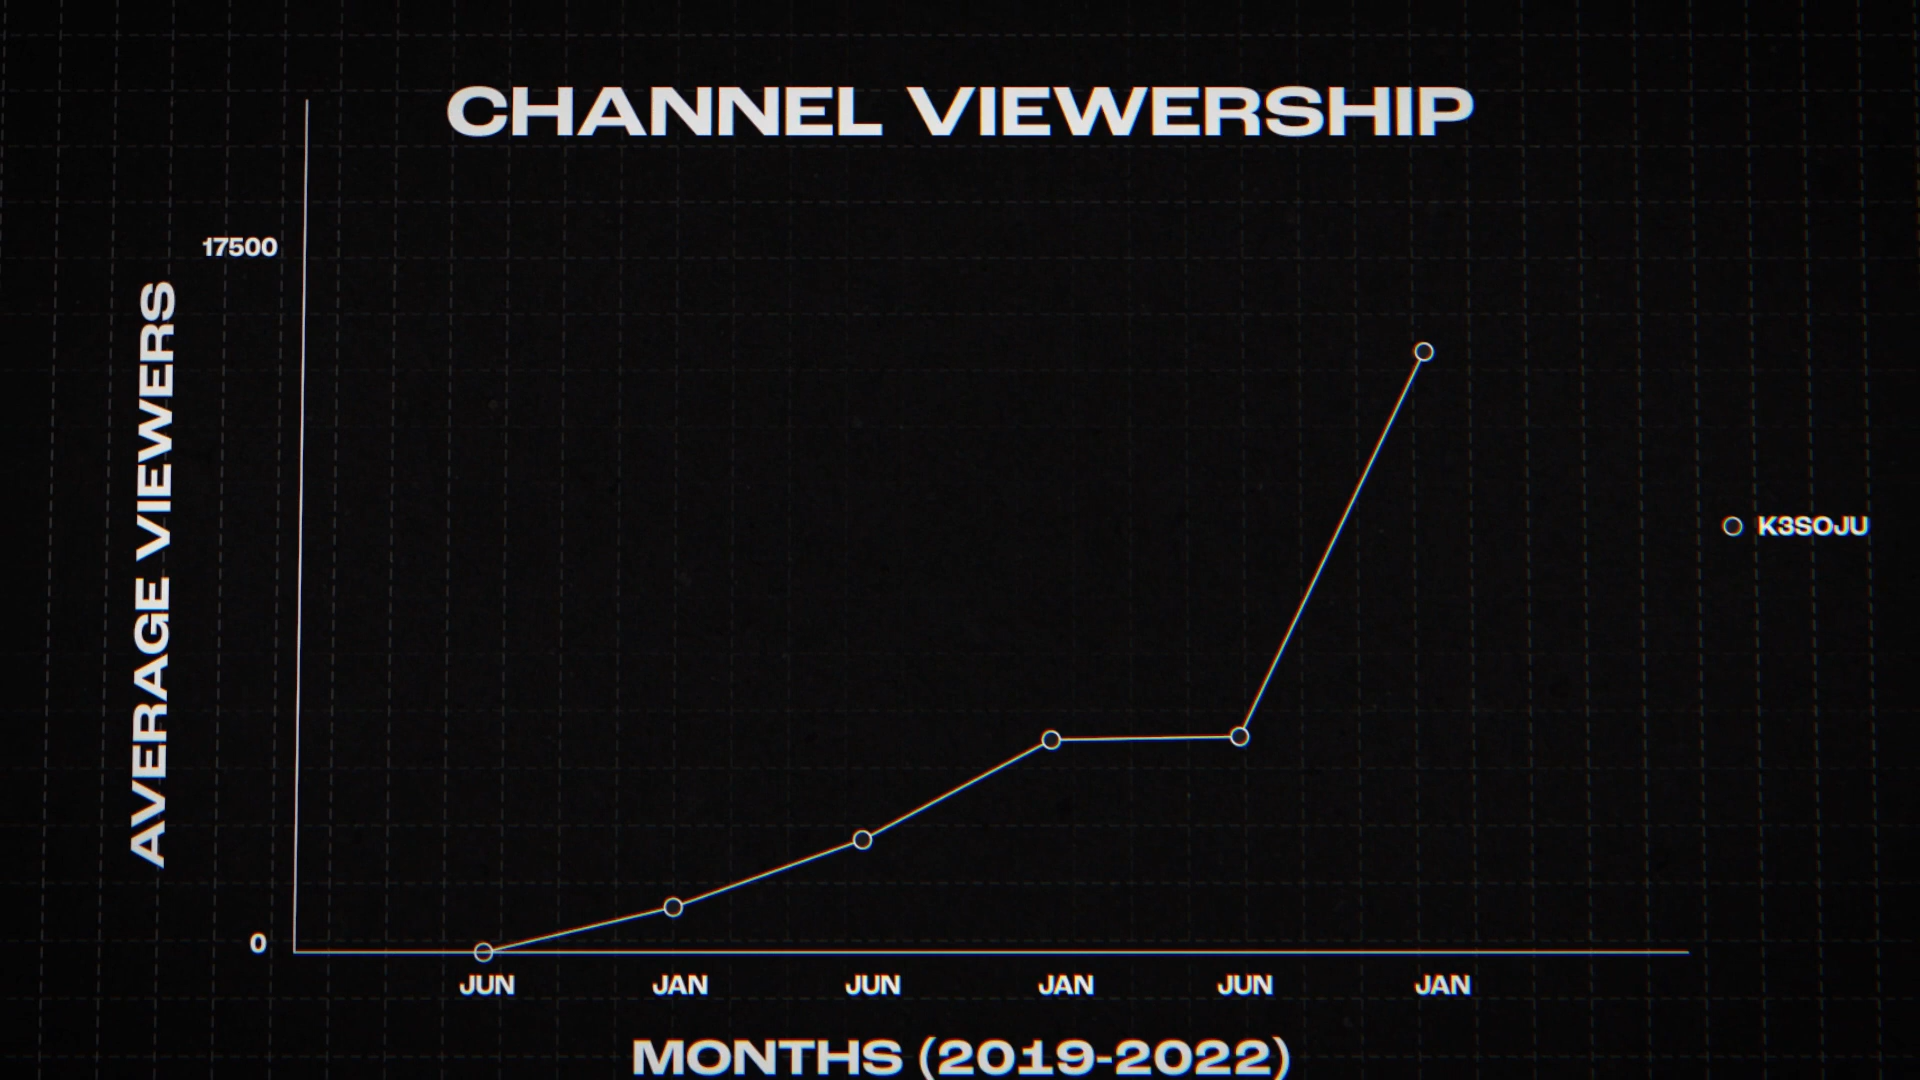 CHANNEL VIEWERSHIP
17500
AVERAGE VIEWERS
K3SOJU
0
JUN JAN JUN JAN JUN JAN
MONTHS (2019-2022)